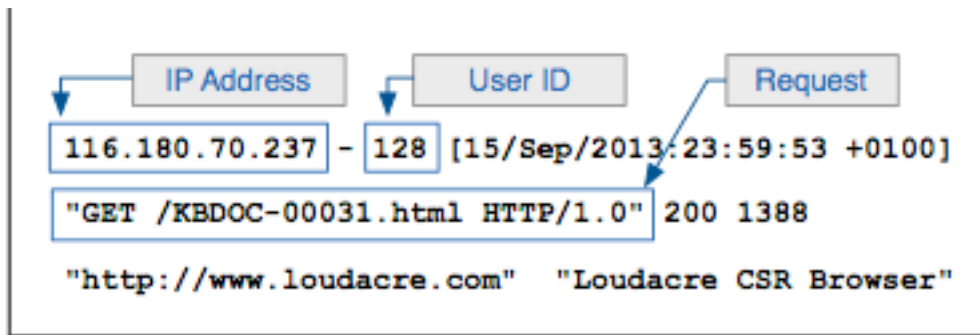 IP Address User ID Request
116.180.70.237 - 128 [15/Sep/2013:23:59:53 +0100]
"GET /KBDOC-00031.html HTTP/1.0" 200 1388
"http://www.loudacre.com" "Loudacre CSR Browser"